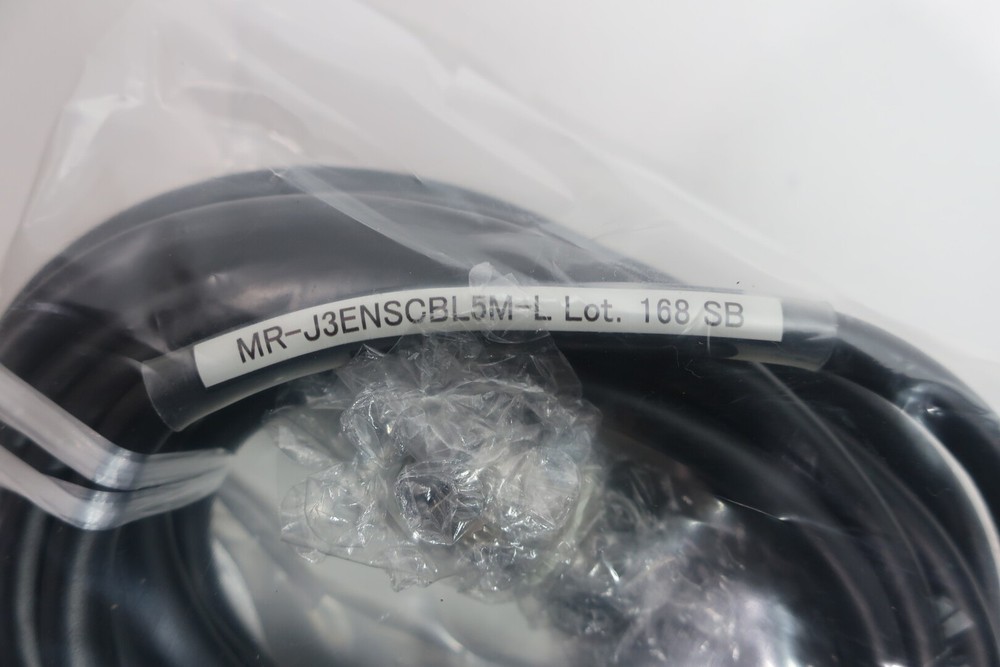 MR-J3ENSCBL5M-L Lot. 168 SB